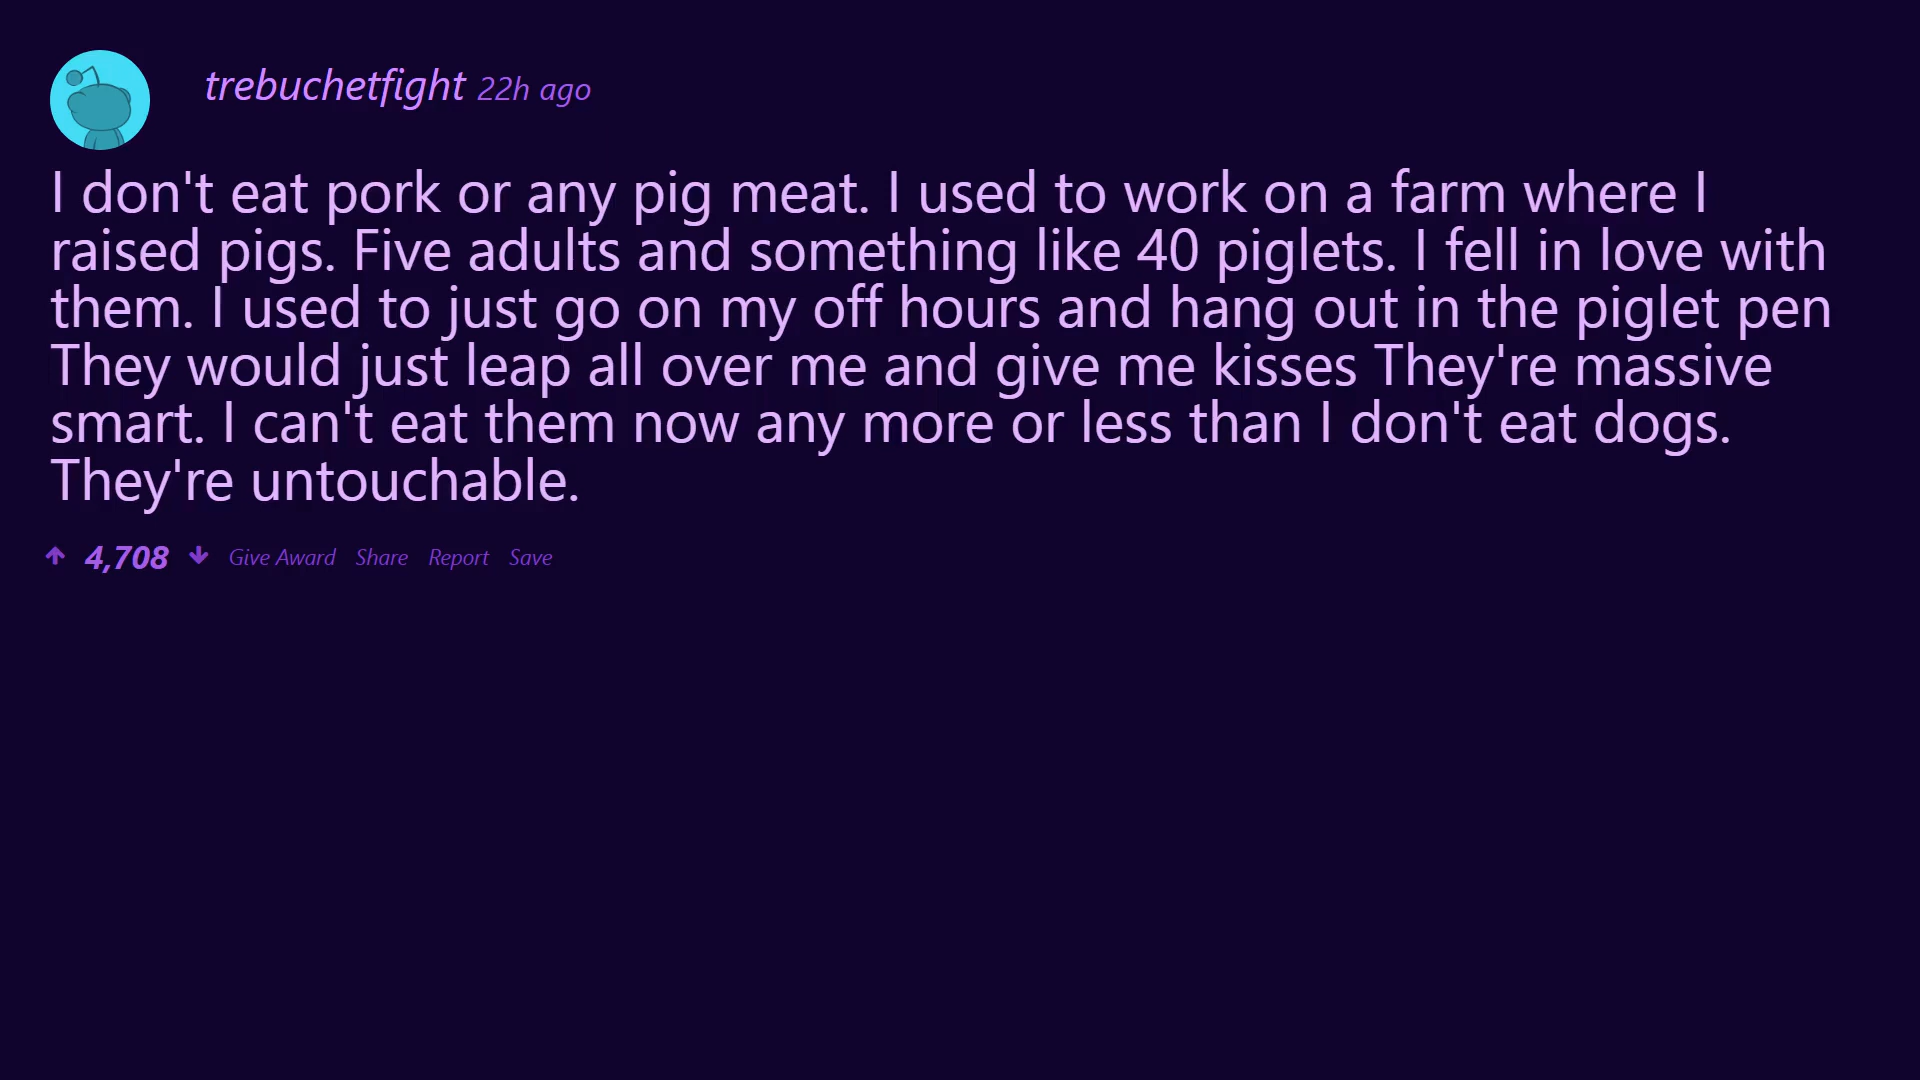 trebuchetfight 22h ago
I don't eat pork or any pig meat. I used to work on a farm where I
raised pigs. Five adults and something like 40 piglets. I fell in love with
them. I used to just go on my off hours and hang out in the piglet pen
They would just leap all over me and give me kisses They're massive
smart. I can't eat them now any more or less than I don't eat dogs.
They're untouchable.
4,708 Give Award Share Report Save